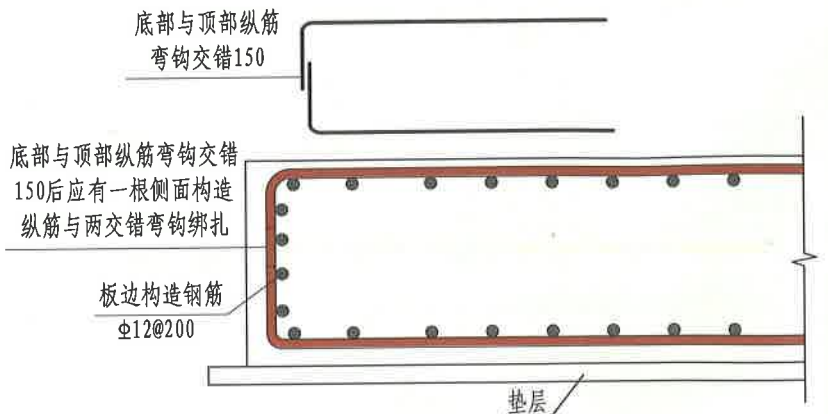 底部与顶部纵筋
弯钩交错150
底部与顶部纵筋弯钩交错
150后应有一根侧面构造
纵筋与两交错弯钩绑扎
板边构造钢筋
Φ12@200
垫层